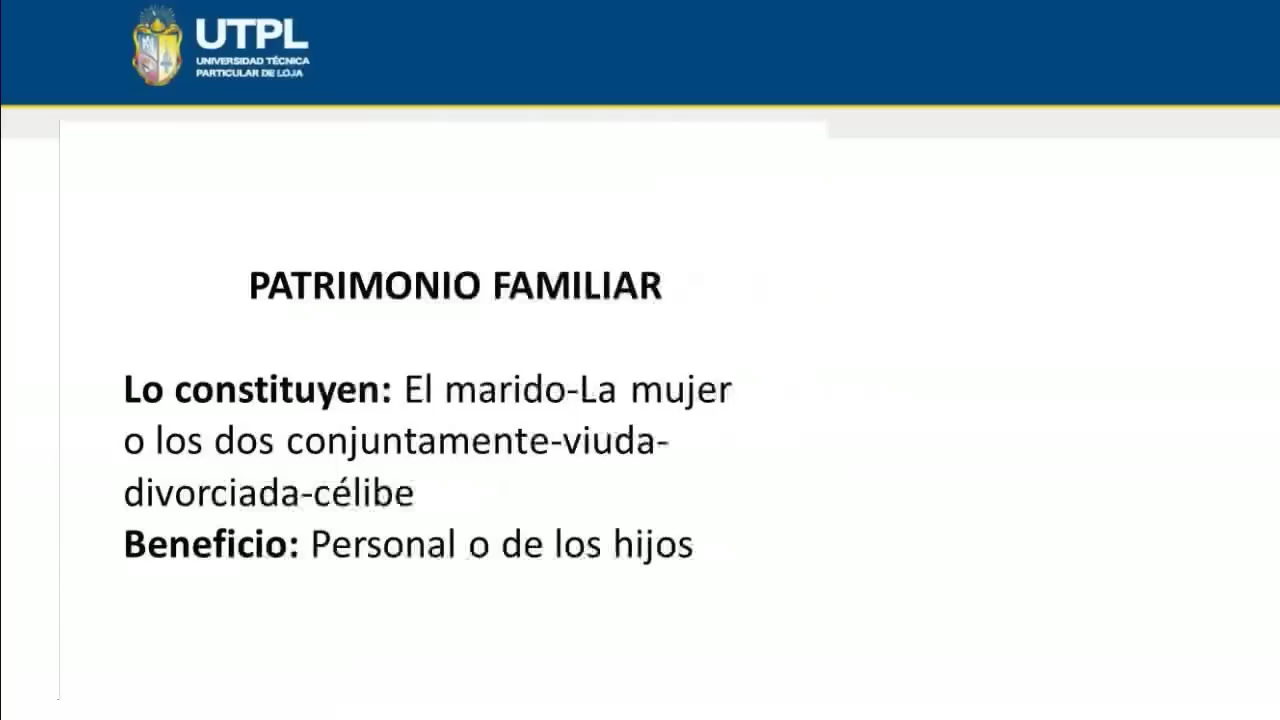 UTPL
UNIVERSIDAD TÉCNICA
PARTICULAR DE LOJA
PATRIMONIO FAMILIAR
Lo constituyen: El marido-La mujer
o los dos conjuntamente-viuda-
divorciada-célibe
Beneficio: Personal o de los hijos